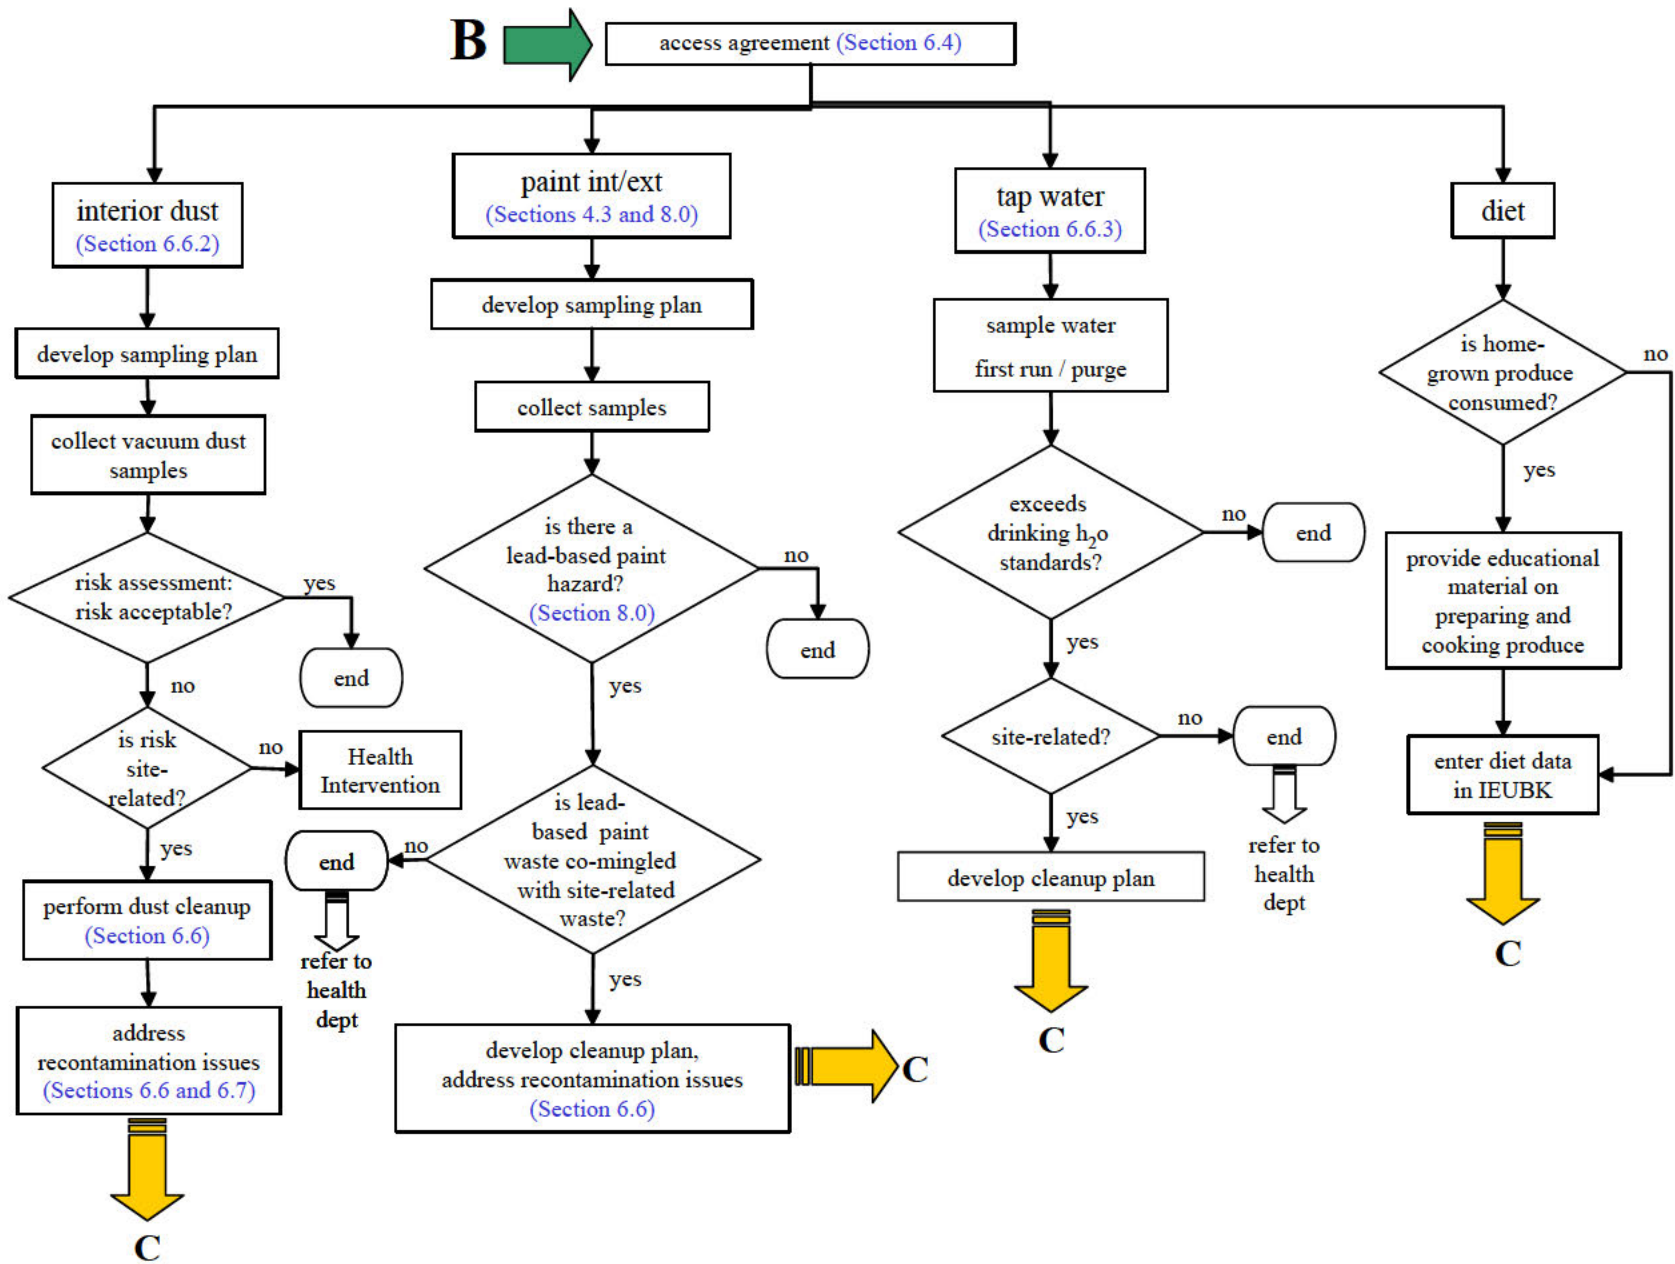 B
access agreement (Section 6.4)
interior dust
(Section 6.6.2)
develop sampling plan
collect vacuum dust
samples
risk assessment:
risk acceptable?
yes
end
no
is risk
site-
related?
no
Health
Intervention
yes
perform dust cleanup
(Section 6.6)
address
recontamination issues
(Sections 6.6 and 6.7)
C
paint int/ext
(Sections 4.3 and 8.0)
develop sampling plan
collect samples
is there a
lead-based paint
hazard?
(Section 8.0)
no
end
yes
is lead-
based paint
waste co-mingled
with site-related
waste?
no
end
refer to
health
dept
yes
develop cleanup plan,
address recontamination issues
(Section 6.6)
C
tap water
(Section 6.6.3)
sample water
first run / purge
exceeds
drinking h₂o
standards?
no
end
yes
site-related?
no
end
refer to
health
dept
yes
develop cleanup plan
C
diet
is home-
grown produce
consumed?
no
yes
provide educational
material on
preparing and
cooking produce
enter diet data
in IEUBK
C